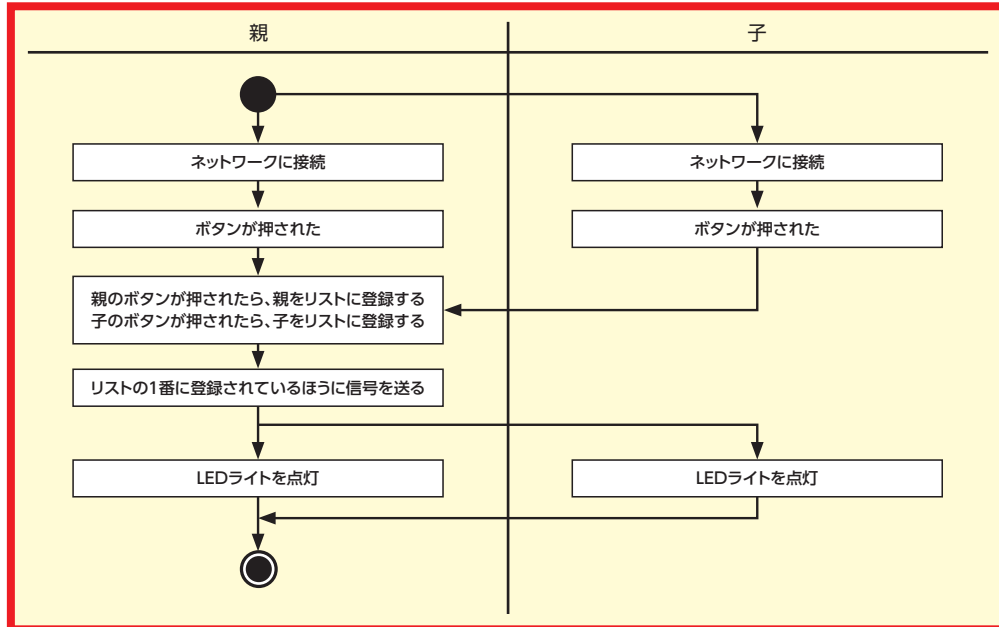 親
子
ネットワークに接続
ネットワークに接続
ボタンが押された
ボタンが押された
親のボタンが押されたら、親をリストに登録する
子のボタンが押されたら、子をリストに登録する
リストの1番に登録されているほうに信号を送る
LEDライトを点灯
LEDライトを点灯